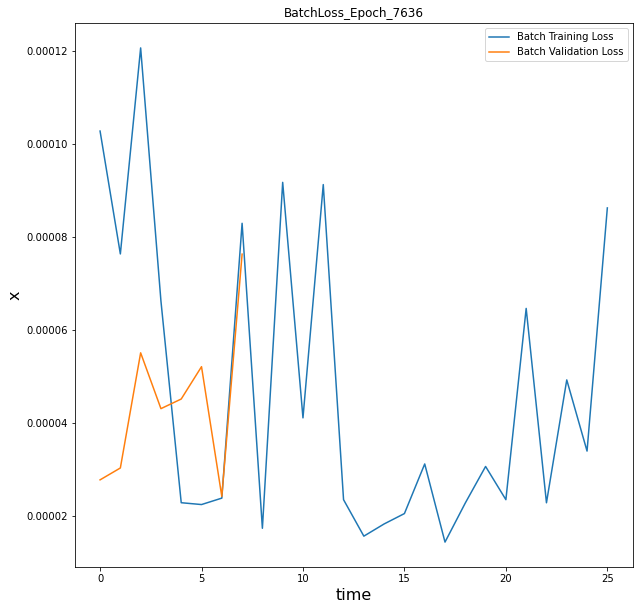 BatchLoss_Epoch_7636
Batch Training Loss
Batch Validation Loss
0.00012
0.00010
0.00008
0.00006
0.00004
0.00002
x
0 5 10 15 20 25
time